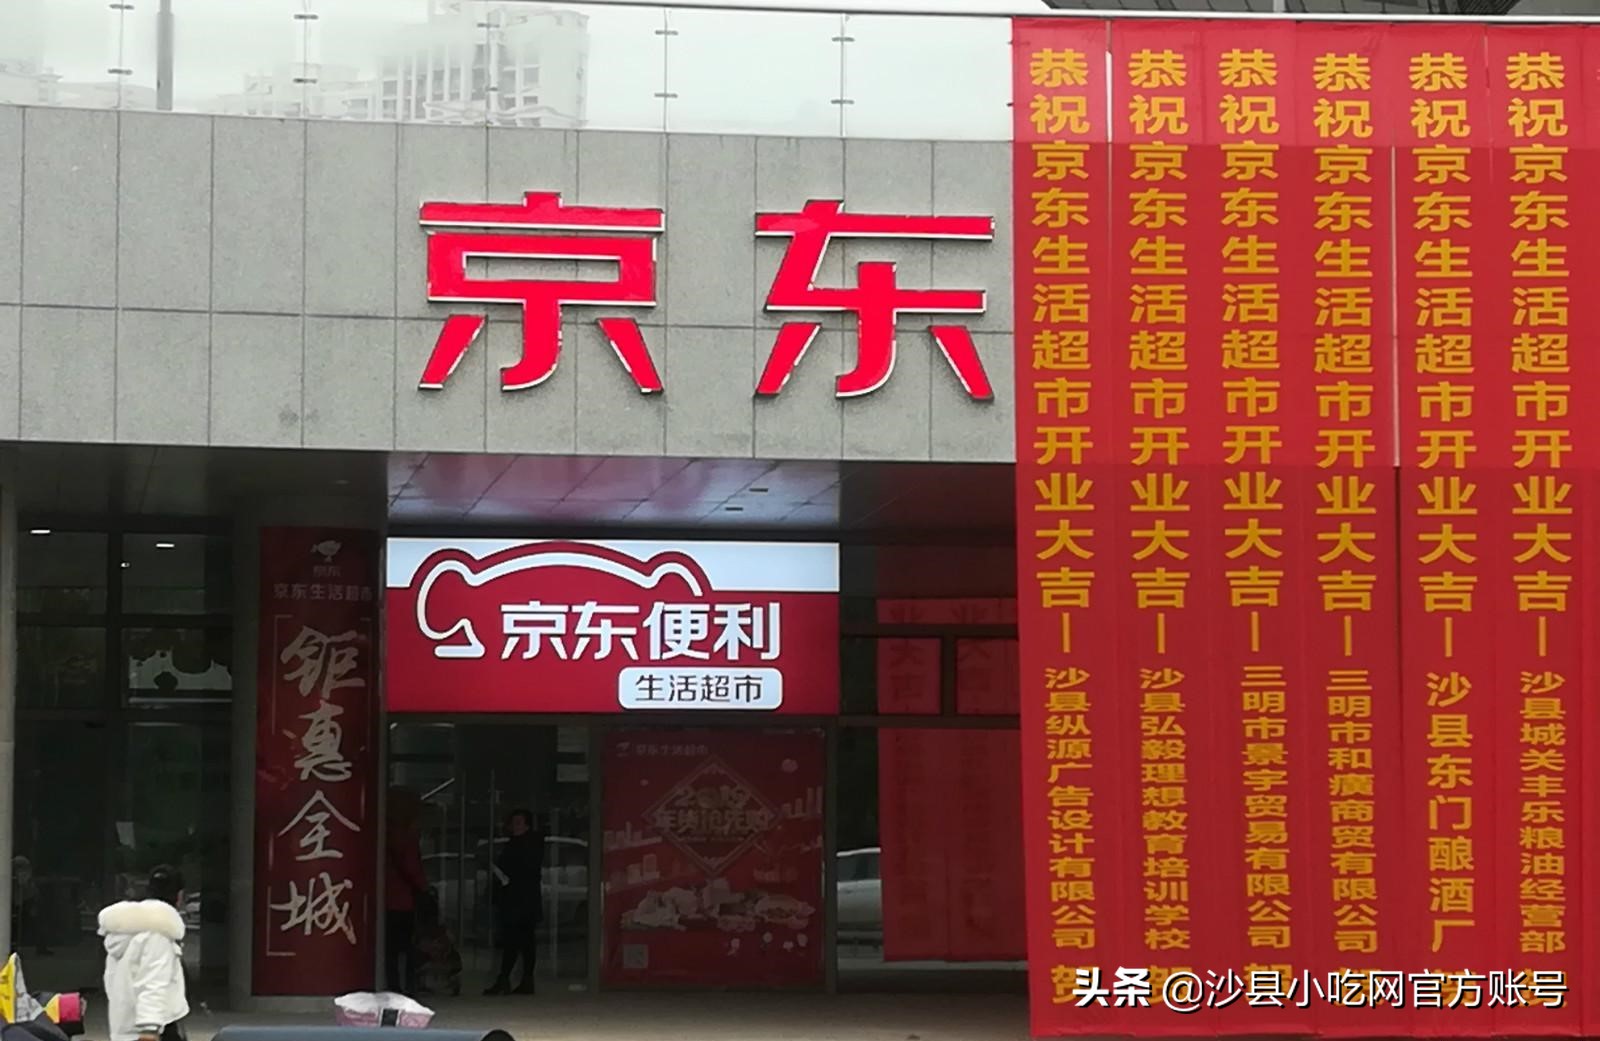 京东
京东便利
生活超市
京东
京东生活超市
钜惠全城
京东生活超市
2019
恭祝京东生活超市开业大吉—沙县纵源广告设计有限公司
恭祝京东生活超市开业大吉—沙县弘毅理想教育培训学校
恭祝京东生活超市开业大吉—三明市景宇贸易有限公司
恭祝京东生活超市开业大吉—三明市和癀商贸有限公司
恭祝京东生活超市开业大吉—沙县东门酿酒厂
恭祝京东生活超市开业大吉—沙县城关丰乐粮油经营部
头条 @沙县小吃网官方账号